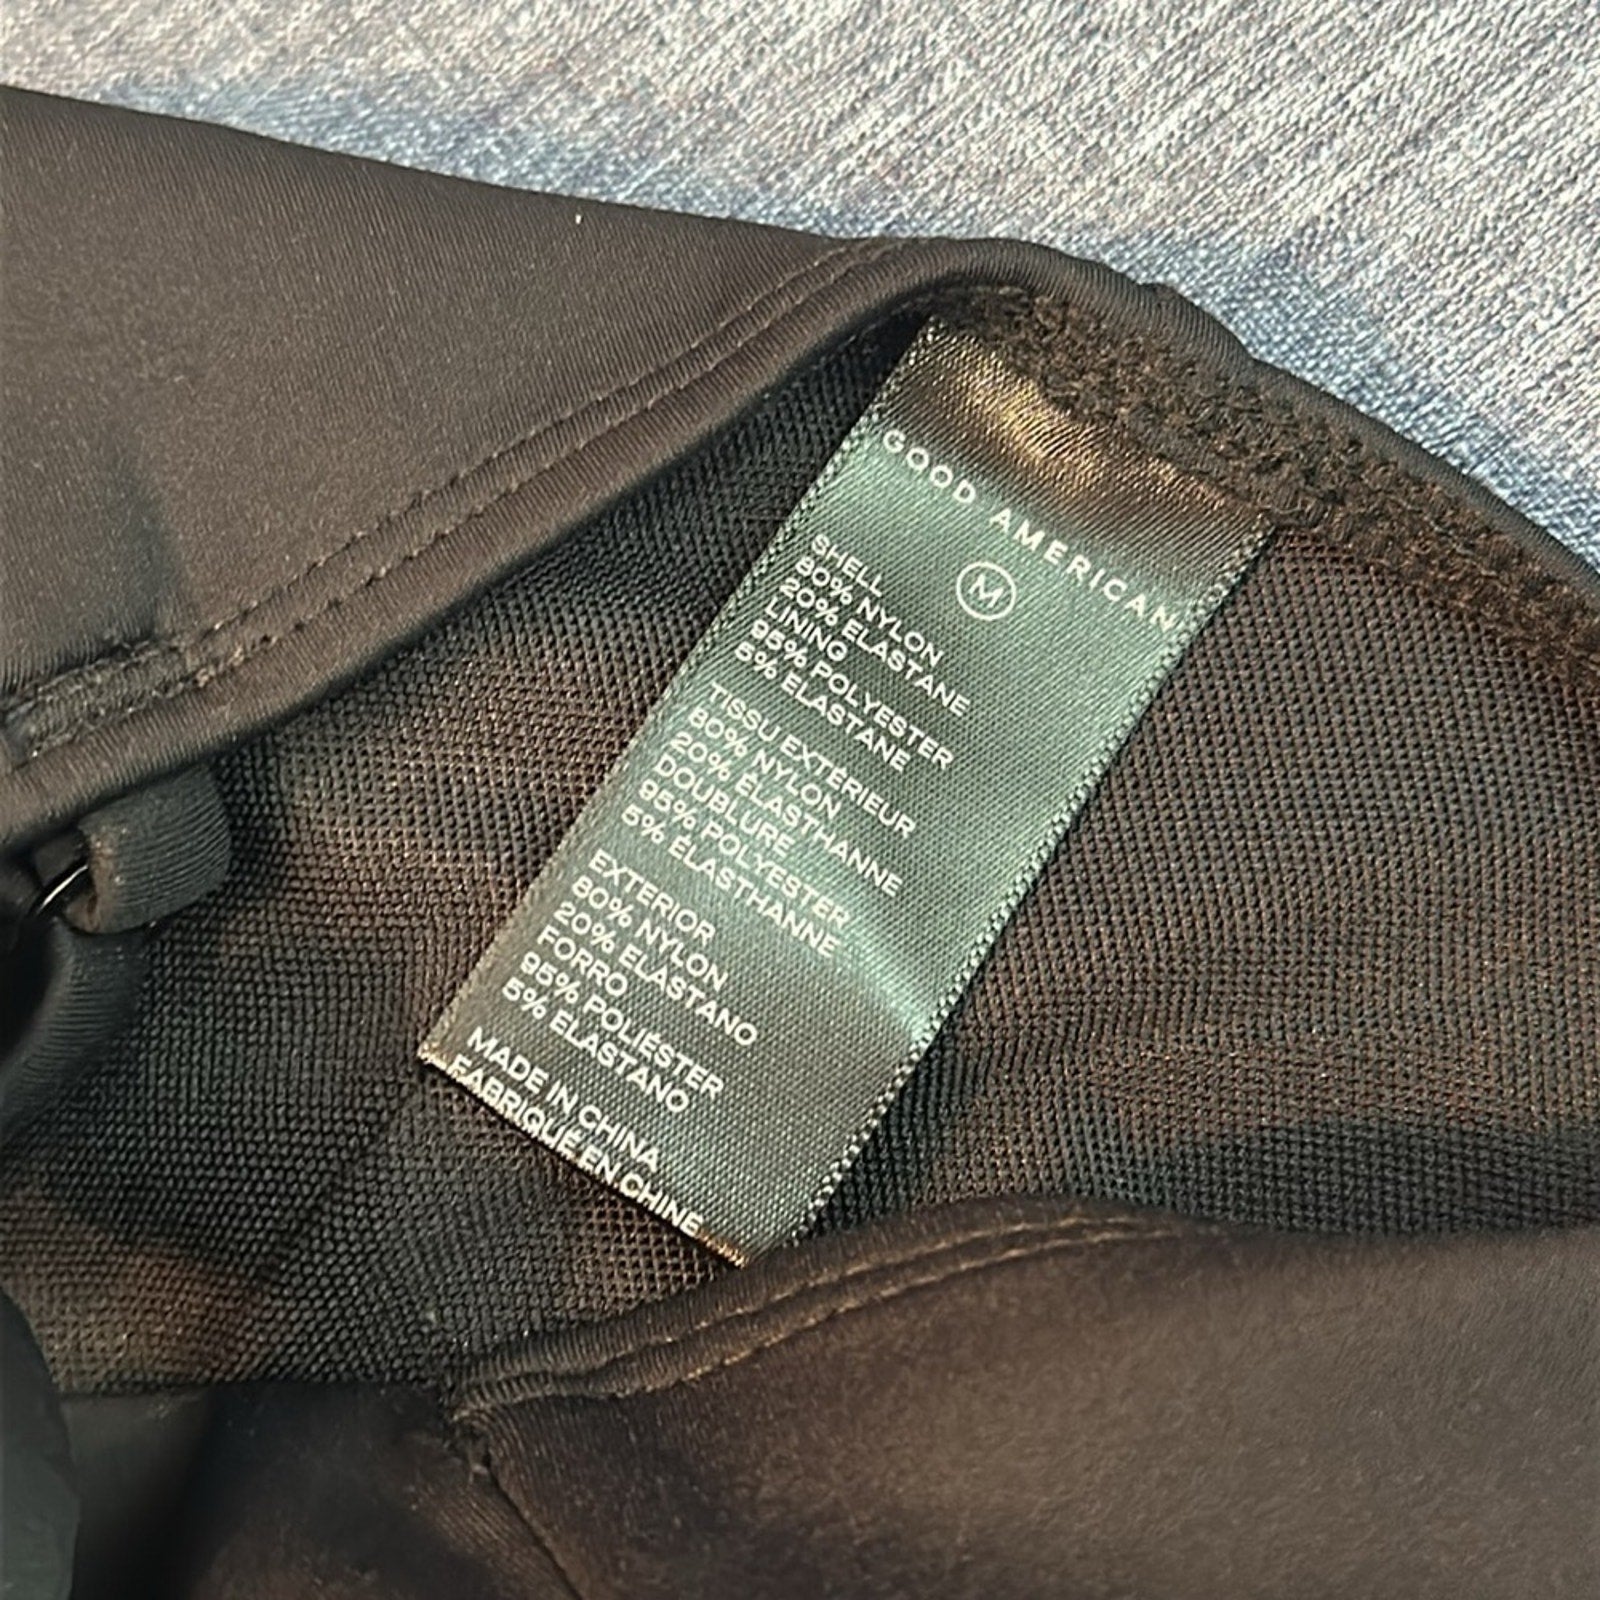 GOOD AMERICAN
M
SHELL
80% NYLON
20% ELASTANE
LINING
95% POLYESTER
5% ELASTANE
TISSU EXTERIEUR
80% NYLON
20% ÉLASTHANNE
DOUBLURE
95% POLYESTER
5% ÉLASTHANNE
EXTERIOR
80% NYLON
20% ELASTANO
FORRO
95% POLIÉSTER
5% ELASTANO
MADE IN CHINA
FABRIQUÉ EN CHINE